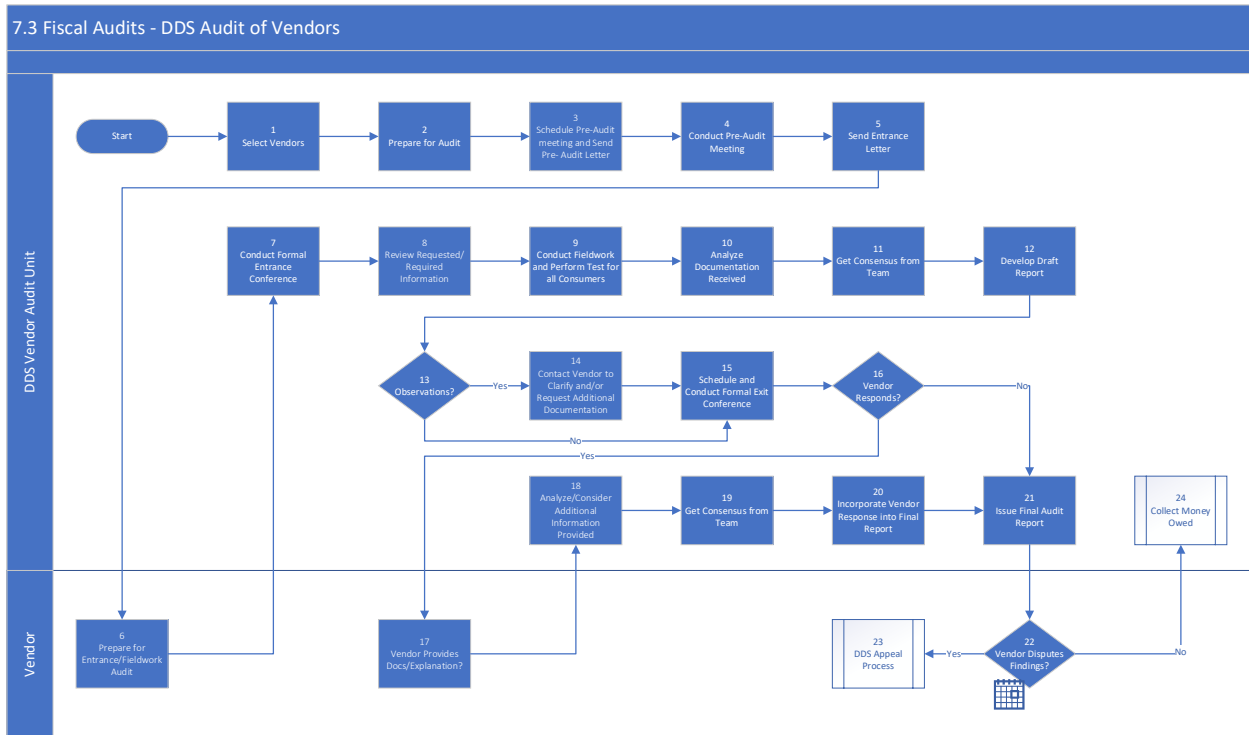 7.3 Fiscal Audits - DDS Audit of Vendors
DDS Vendor Audit Unit
Start
1
Select Vendors
2
Prepare for Audit
3
Schedule Pre-Audit
meeting and Send
Pre- Audit Letter
4
Conduct Pre-Audit
Meeting
5
Send Entrance
Letter
7
Conduct Formal
Entrance
Conference
8
Review Requested/
Required
Information
9
Conduct Fieldwork
and Perform Test for
all Consumers
10
Analyze
Documentation
Received
11
Get Consensus from
Team
12
Develop Draft
Report
13
Observations?
Yes
No
14
Contact Vendor to
Clarify and/or
Request Additional
Documentation
15
Schedule and
Conduct Formal Exit
Conference
16
Vendor
Responds?
No
Yes
18
Analyze/Consider
Additional
Information
Provided
19
Get Consensus from
Team
20
Incorporate Vendor
Response into Final
Report
21
Issue Final Audit
Report
24
Collect Money
Owed
Vendor
6
Prepare for
Entrance/Fieldwork
Audit
17
Vendor Provides
Docs/Explanation?
23
DDS Appeal
Process
Yes
22
Vendor Disputes
Findings?
No